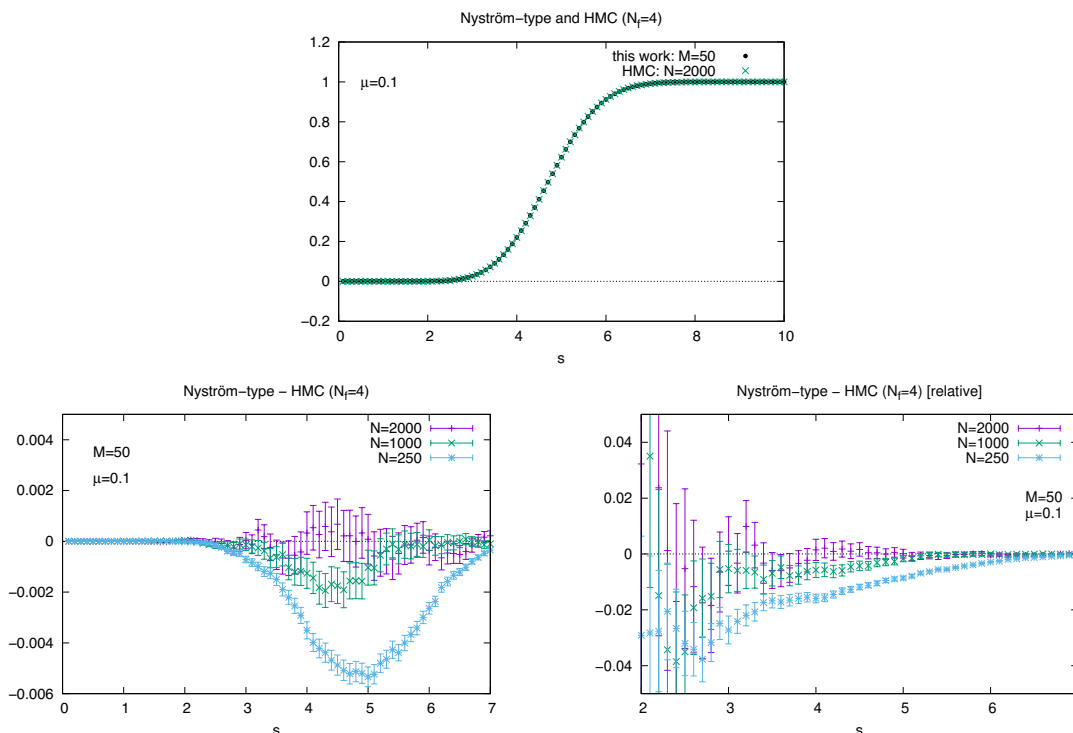 Nyström−type and HMC (N_f=4)
1.2
1
0.8
0.6
0.4
0.2
0
−0.2
μ=0.1
this work: M=50
HMC: N=2000
0 2 4 6 8 10
s
Nyström−type − HMC (N_f=4)
0.004
0.002
0
−0.002
−0.004
−0.006
M=50
μ=0.1
N=2000
N=1000
N=250
0 1 2 3 4 5 6 7
s
Nyström−type − HMC (N_f=4) [relative]
0.04
0.02
0
−0.02
−0.04
N=2000
N=1000
N=250
M=50
μ=0.1
2 3 4 5 6
s